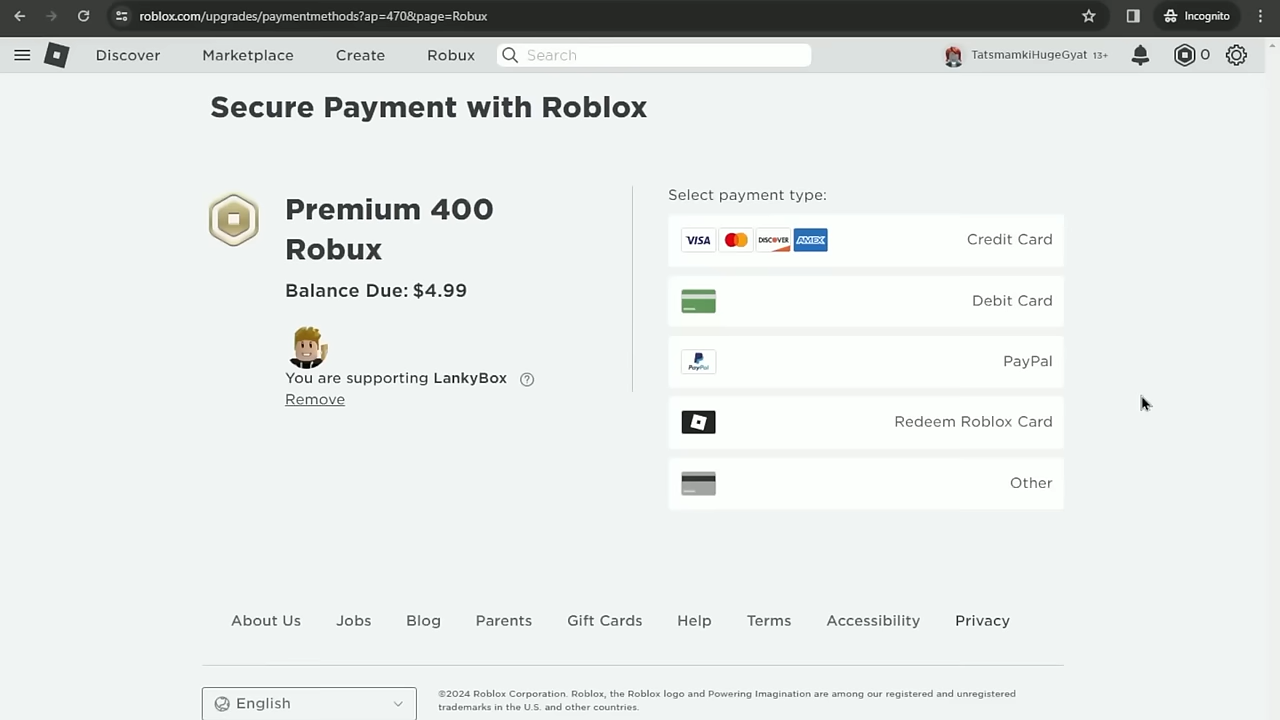 roblox.com/upgrades/paymentmethods?ap=470&page=Robux
Incognito
Discover
Marketplace
Create
Robux
Search
TatsmamkiHugeGyat 13+
0
Secure Payment with Roblox
Premium 400
Robux
Balance Due: $4.99
You are supporting LankyBox
Remove
Select payment type:
VISA DISCOVER AMEX Credit Card
Debit Card
PayPal PayPal
Redeem Roblox Card
Other
About Us
Jobs
Blog
Parents
Gift Cards
Help
Terms
Accessibility
Privacy
English
©2024 Roblox Corporation. Roblox, the Roblox logo and Powering Imagination are among our registered and unregistered
trademarks in the U.S. and other countries.